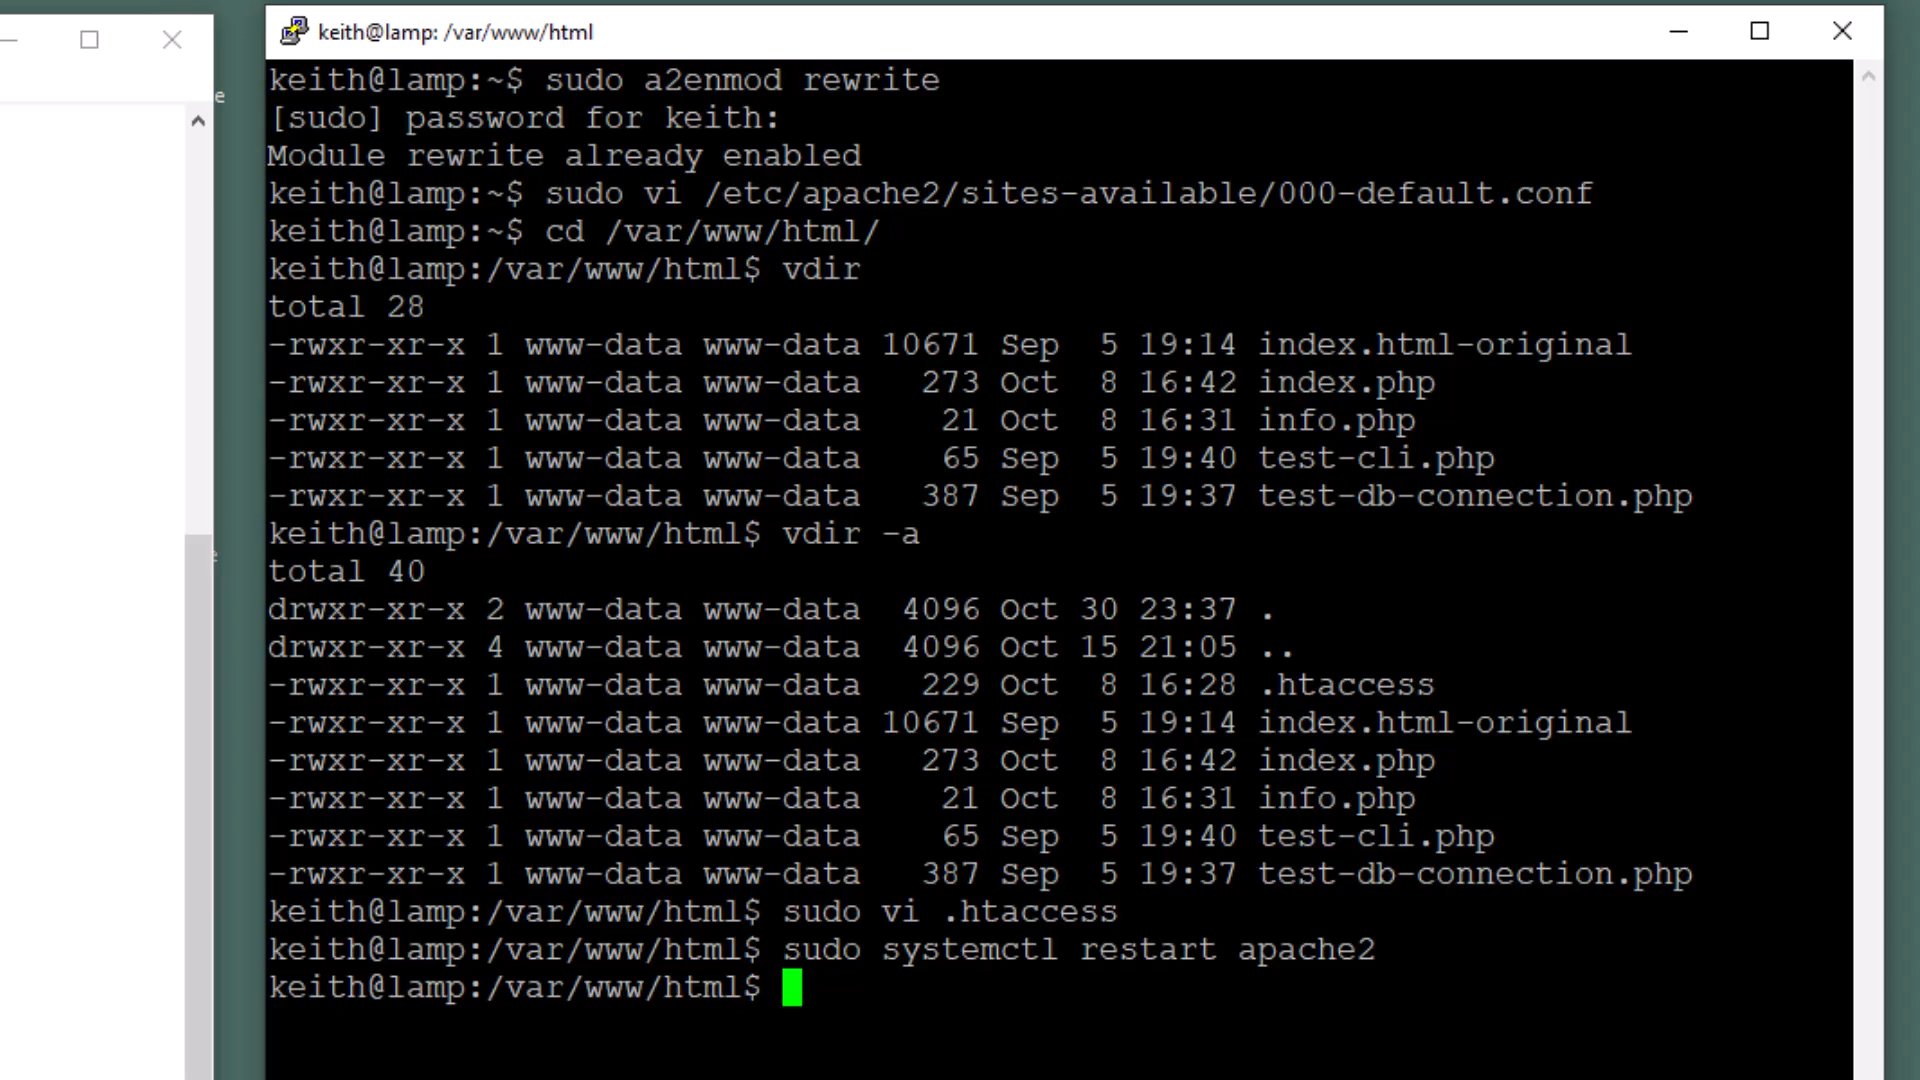 keith@lamp: /var/www/html
keith@lamp:~$ sudo a2enmod rewrite
[sudo] password for keith:
Module rewrite already enabled
keith@lamp:~$ sudo vi /etc/apache2/sites-available/000-default.conf
keith@lamp:~$ cd /var/www/html/
keith@lamp:/var/www/html$ vdir
total 28
-rwxr-xr-x 1 www-data www-data 10671 Sep  5 19:14 index.html-original
-rwxr-xr-x 1 www-data www-data   273 Oct  8 16:42 index.php
-rwxr-xr-x 1 www-data www-data    21 Oct  8 16:31 info.php
-rwxr-xr-x 1 www-data www-data    65 Sep  5 19:40 test-cli.php
-rwxr-xr-x 1 www-data www-data   387 Sep  5 19:37 test-db-connection.php
keith@lamp:/var/www/html$ vdir -a
total 40
drwxr-xr-x 2 www-data www-data  4096 Oct 30 23:37 .
drwxr-xr-x 4 www-data www-data  4096 Oct 15 21:05 ..
-rwxr-xr-x 1 www-data www-data   229 Oct  8 16:28 .htaccess
-rwxr-xr-x 1 www-data www-data 10671 Sep  5 19:14 index.html-original
-rwxr-xr-x 1 www-data www-data   273 Oct  8 16:42 index.php
-rwxr-xr-x 1 www-data www-data    21 Oct  8 16:31 info.php
-rwxr-xr-x 1 www-data www-data    65 Sep  5 19:40 test-cli.php
-rwxr-xr-x 1 www-data www-data   387 Sep  5 19:37 test-db-connection.php
keith@lamp:/var/www/html$ sudo vi .htaccess
keith@lamp:/var/www/html$ sudo systemctl restart apache2
keith@lamp:/var/www/html$